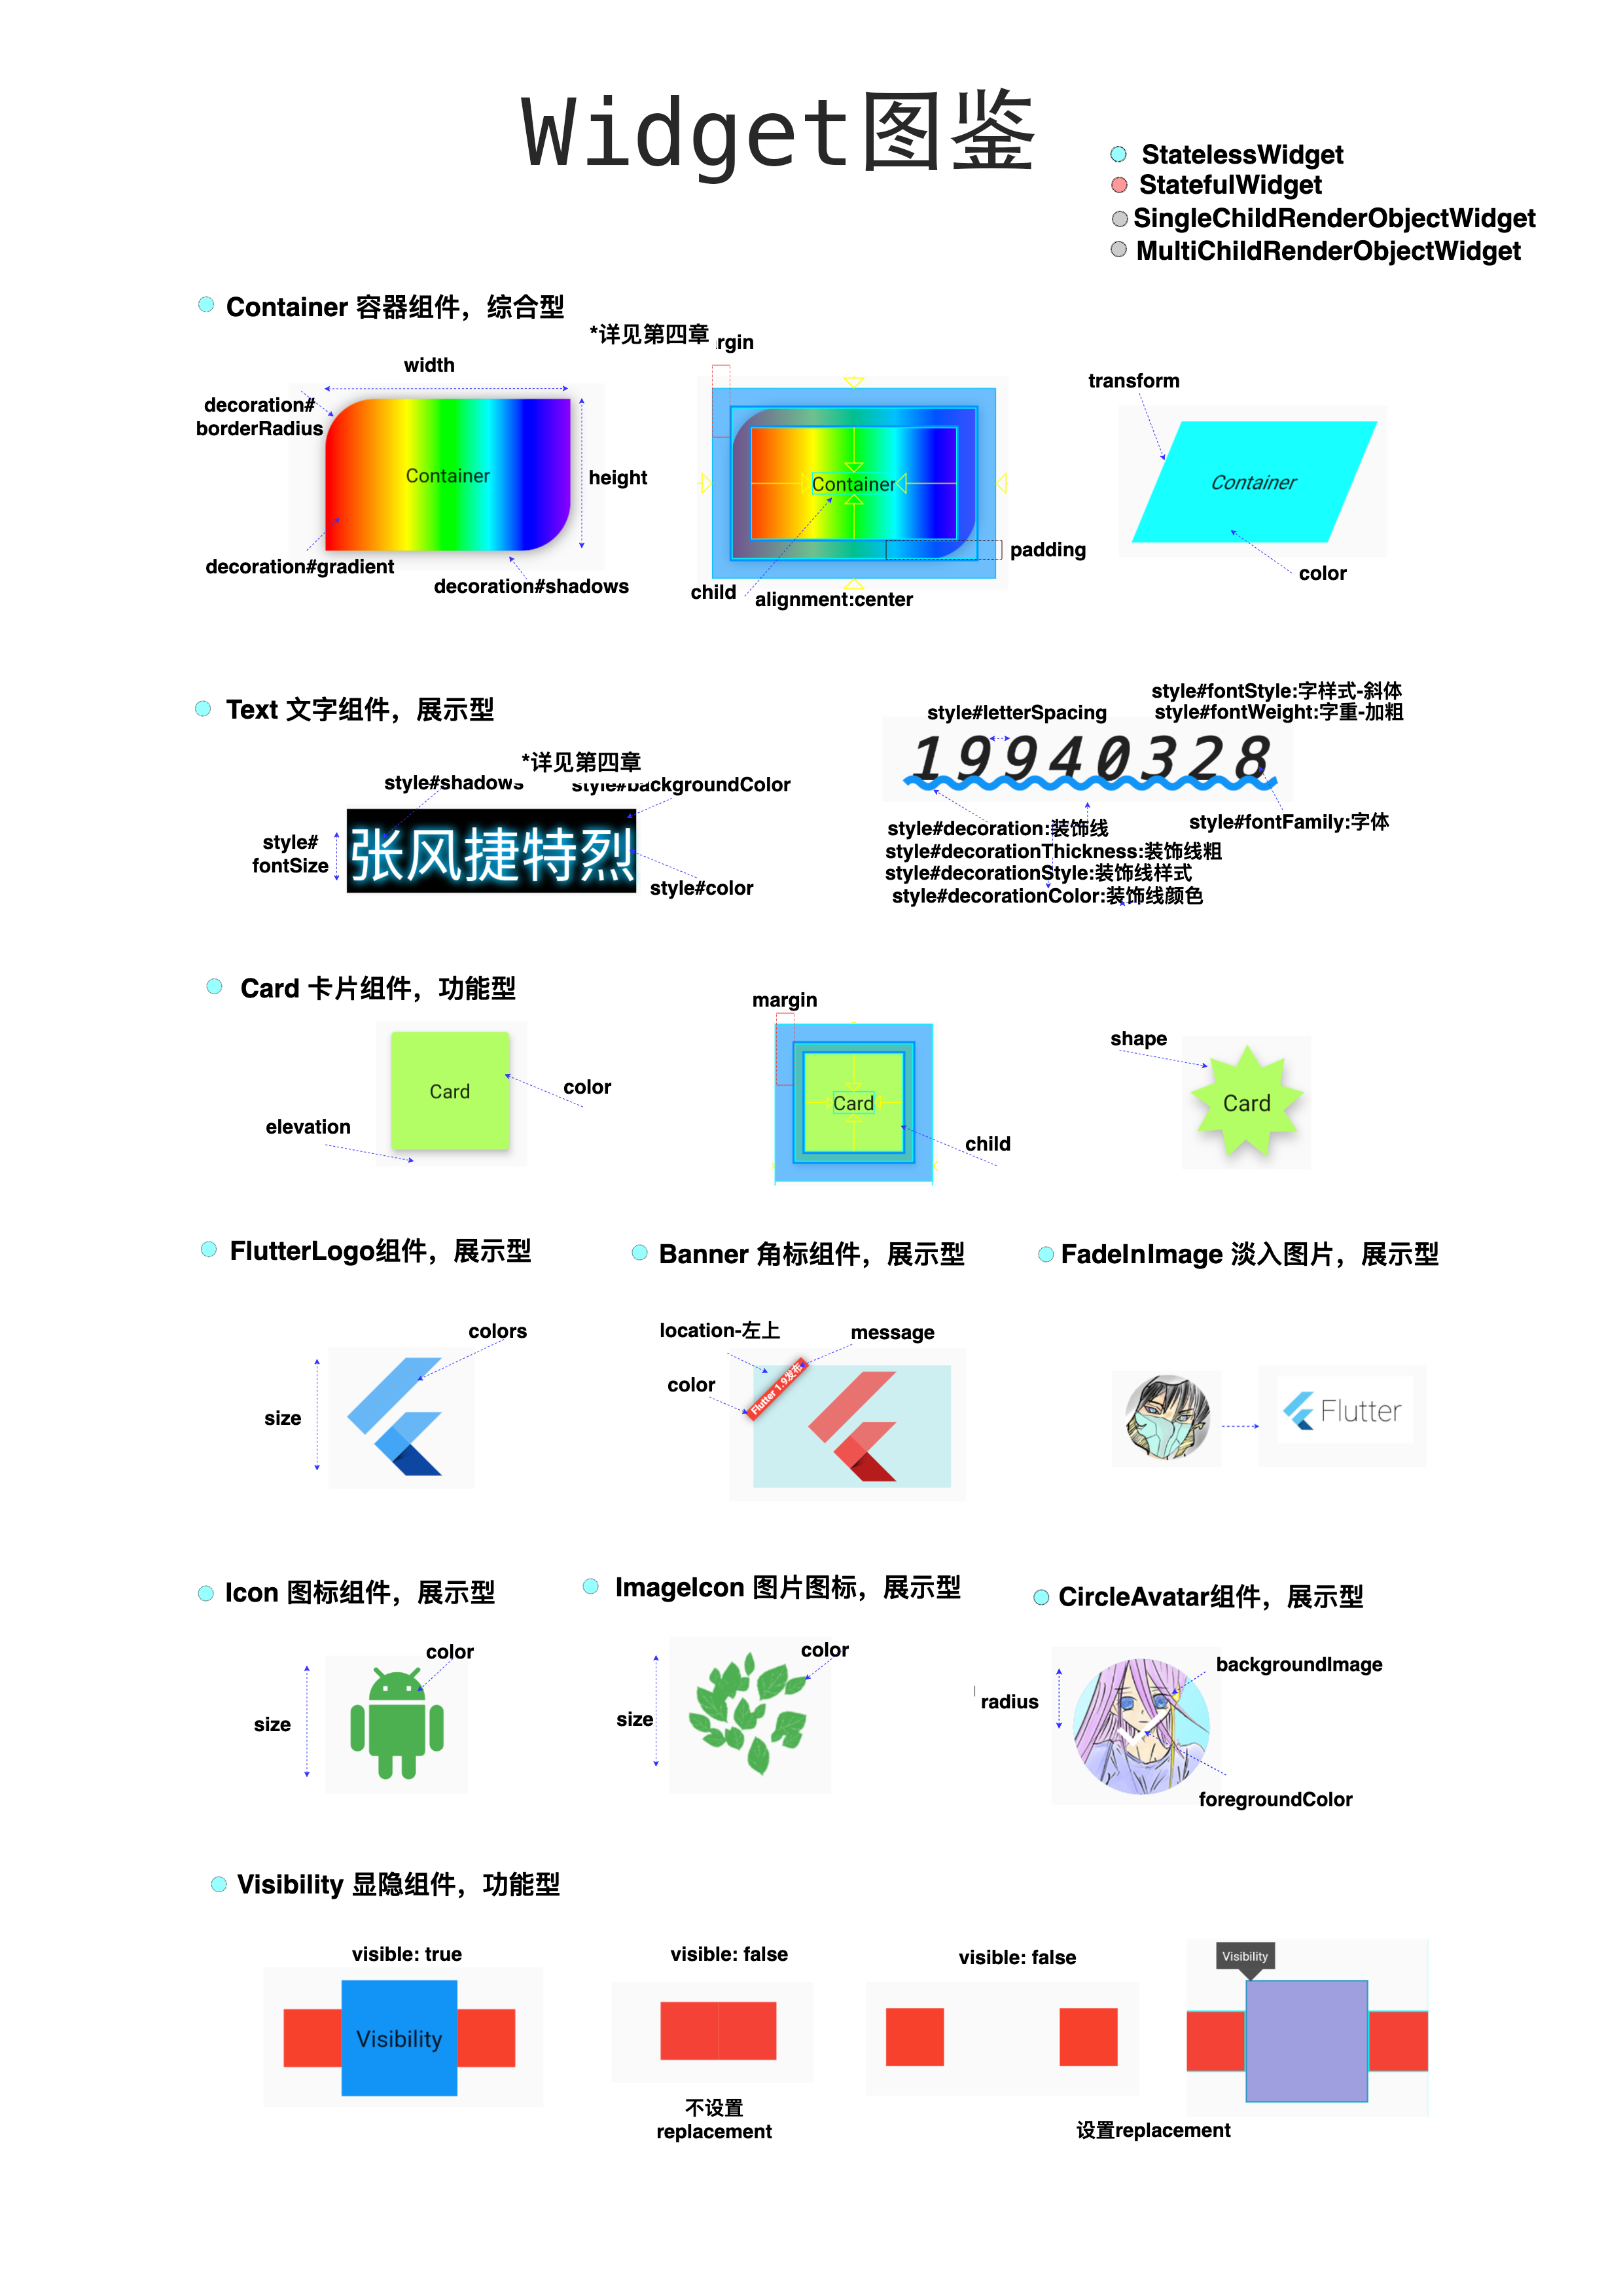 Widget图鉴
StatelessWidget
StatefulWidget
SingleChildRenderObjectWidget
MultiChildRenderObjectWidget
Container 容器组件，综合型
*详见第四章
rgin
width
decoration#
borderRadius
Container
height
decoration#gradient
decoration#shadows
Container
padding
child
alignment:center
transform
Container
color
Text 文字组件，展示型
*详见第四章
style#shadows
style#backgroundColor
style#
fontSize
张风捷特烈
style#color
style#fontStyle:字样式-斜体
style#fontWeight:字重-加粗
style#letterSpacing
19940328
style#decoration:装饰线
style#fontFamily:字体
style#decorationThickness:装饰线粗
style#decorationStyle:装饰线样式
style#decorationColor:装饰线颜色
Card 卡片组件，功能型
Card
color
elevation
margin
Card
child
shape
Card
FlutterLogo组件，展示型
colors
size
Banner 角标组件，展示型
location-左上
message
color
Flutter 1.9发布
FadeInImage 淡入图片，展示型
Flutter
Icon 图标组件，展示型
color
size
ImageIcon 图片图标，展示型
color
size
CircleAvatar组件，展示型
backgroundImage
radius
foregroundColor
Visibility 显隐组件，功能型
visible: true
Visibility
visible: false
不设置
replacement
visible: false
Visibility
设置replacement